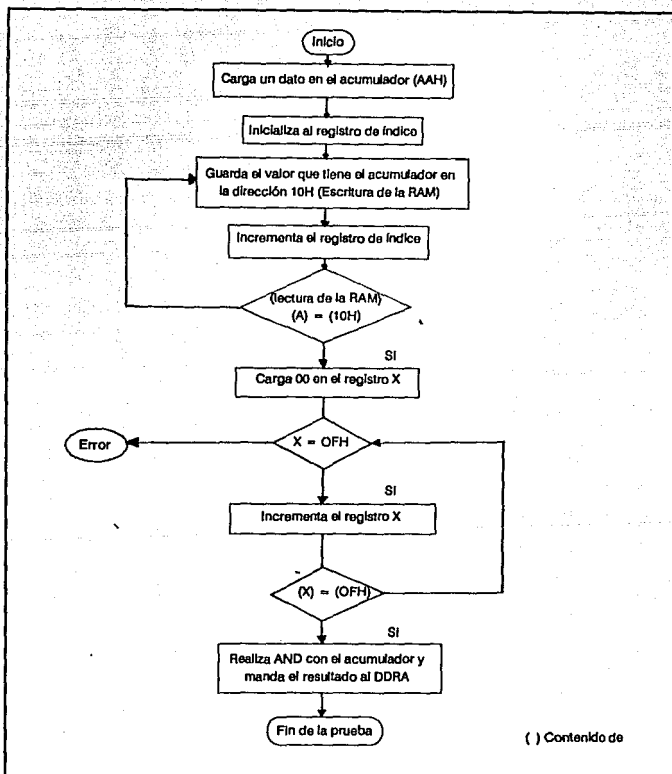 Inicio
Carga un dato en el acumulador (AAH)
Inicializa al registro de índice
Guarda el valor que tiene el acumulador en
la dirección 10H (Escritura de la RAM)
Incrementa el registro de índice
(lectura de la RAM)
(A) = (10H)
SI
Carga 00 en el registro X
Error
X = OFH
SI
Incrementa el registro X
(X) = (OFH)
SI
Realiza AND con el acumulador y
manda el resultado al DDRA
Fin de la prueba
( ) Contenido de